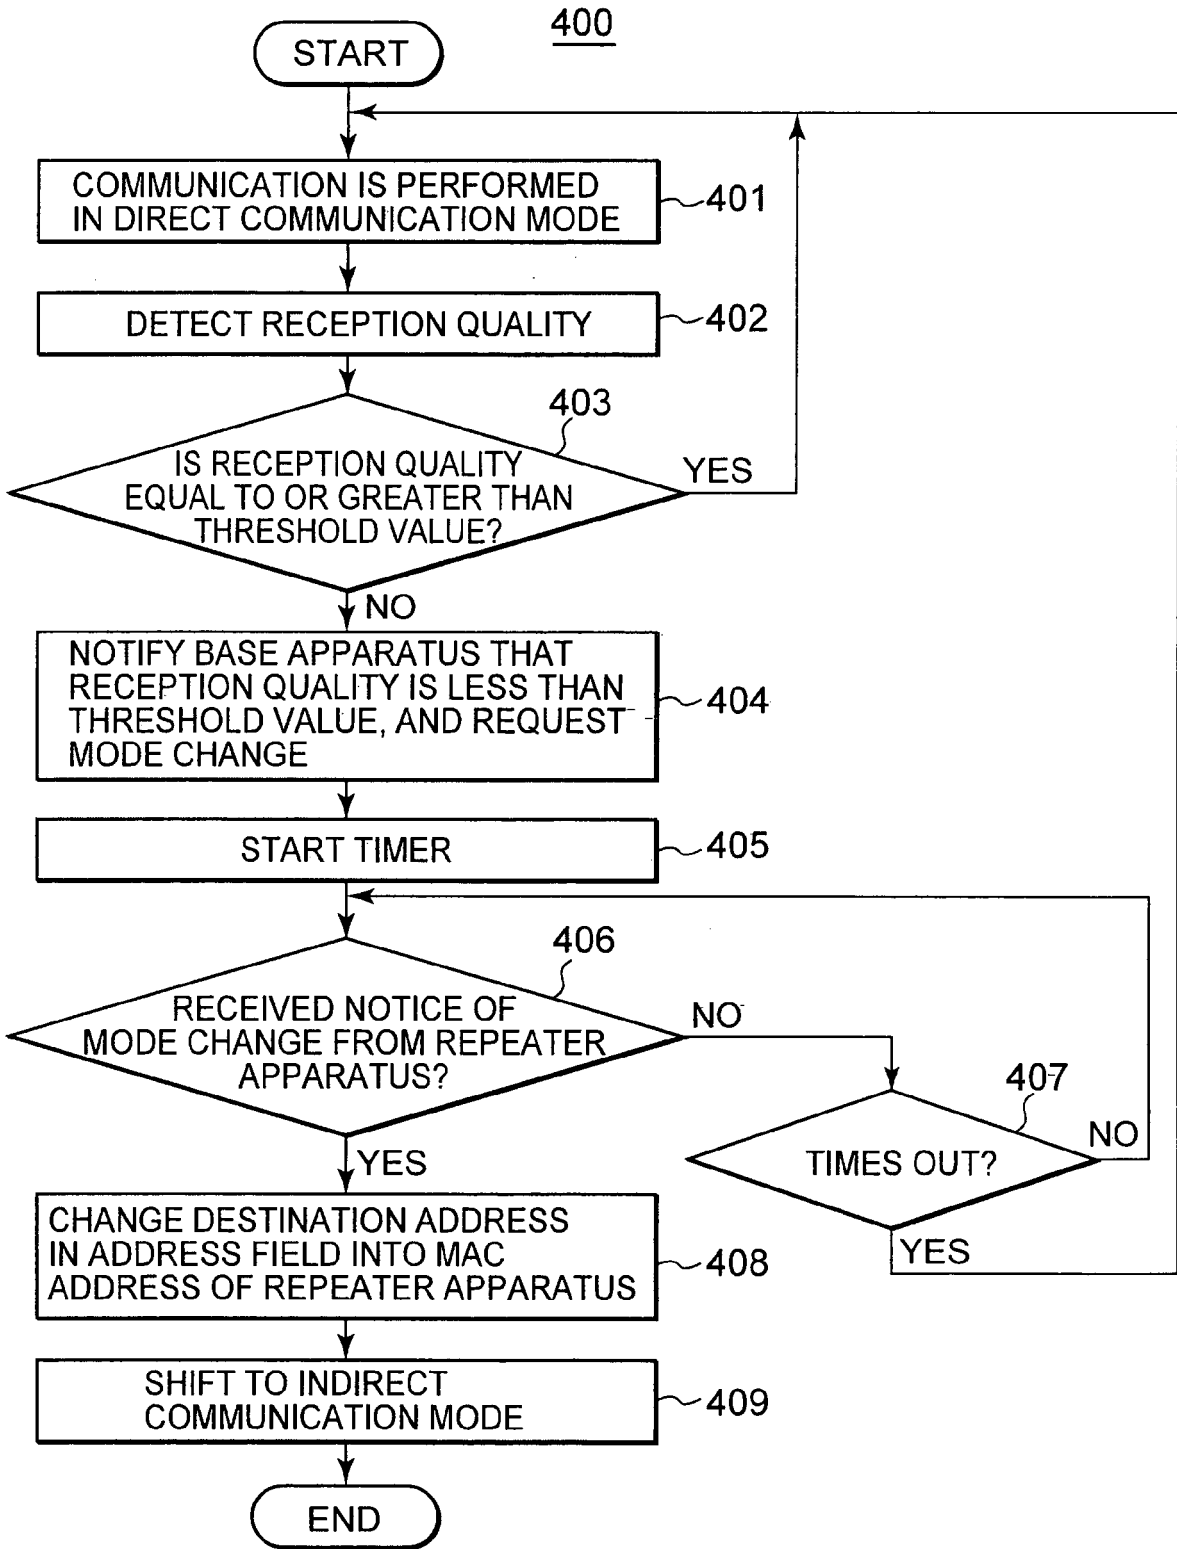 400
START
COMMUNICATION IS PERFORMED
IN DIRECT COMMUNICATION MODE
401
DETECT RECEPTION QUALITY
402
403
IS RECEPTION QUALITY
EQUAL TO OR GREATER THAN
THRESHOLD VALUE?
YES
NO
NOTIFY BASE APPARATUS THAT
RECEPTION QUALITY IS LESS THAN
THRESHOLD VALUE, AND REQUEST
MODE CHANGE
404
START TIMER
405
406
RECEIVED NOTICE OF
MODE CHANGE FROM REPEATER
APPARATUS?
NO
407
TIMES OUT?
NO
YES
YES
CHANGE DESTINATION ADDRESS
IN ADDRESS FIELD INTO MAC
ADDRESS OF REPEATER APPARATUS
408
SHIFT TO INDIRECT
COMMUNICATION MODE
409
END